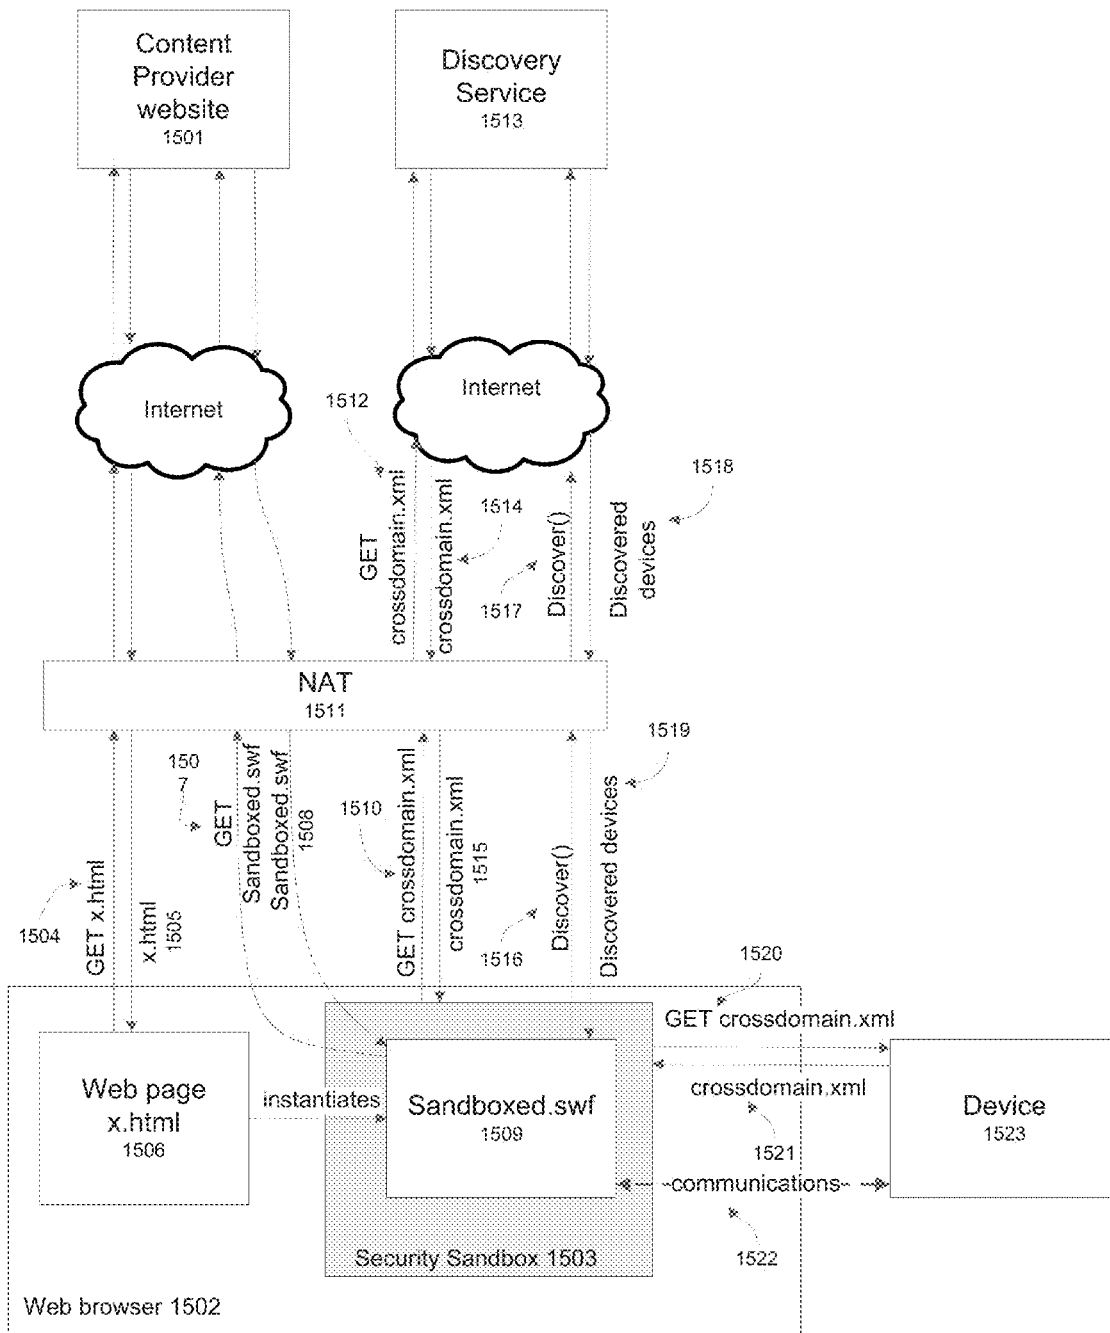 Content
Provider
website
1501
Discovery
Service
1513
Internet
Internet
1512
GET
crossdomain.xml
crossdomain.xml
1514
1517
Discover()
Discovered
devices
1518
NAT
1511
1504
GET x.html
x.html
1505
150
7
GET
Sandboxed.swf
Sandboxed.swf
1508
1510
GET crossdomain.xml
crossdomain.xml
1515
1516
Discover()
Discovered devices
1519
1520
GET crossdomain.xml
Web page
x.html
1506
instantiates
Sandboxed.swf
1509
crossdomain.xml
1521
Device
1523
communications
1522
Security Sandbox 1503
Web browser 1502